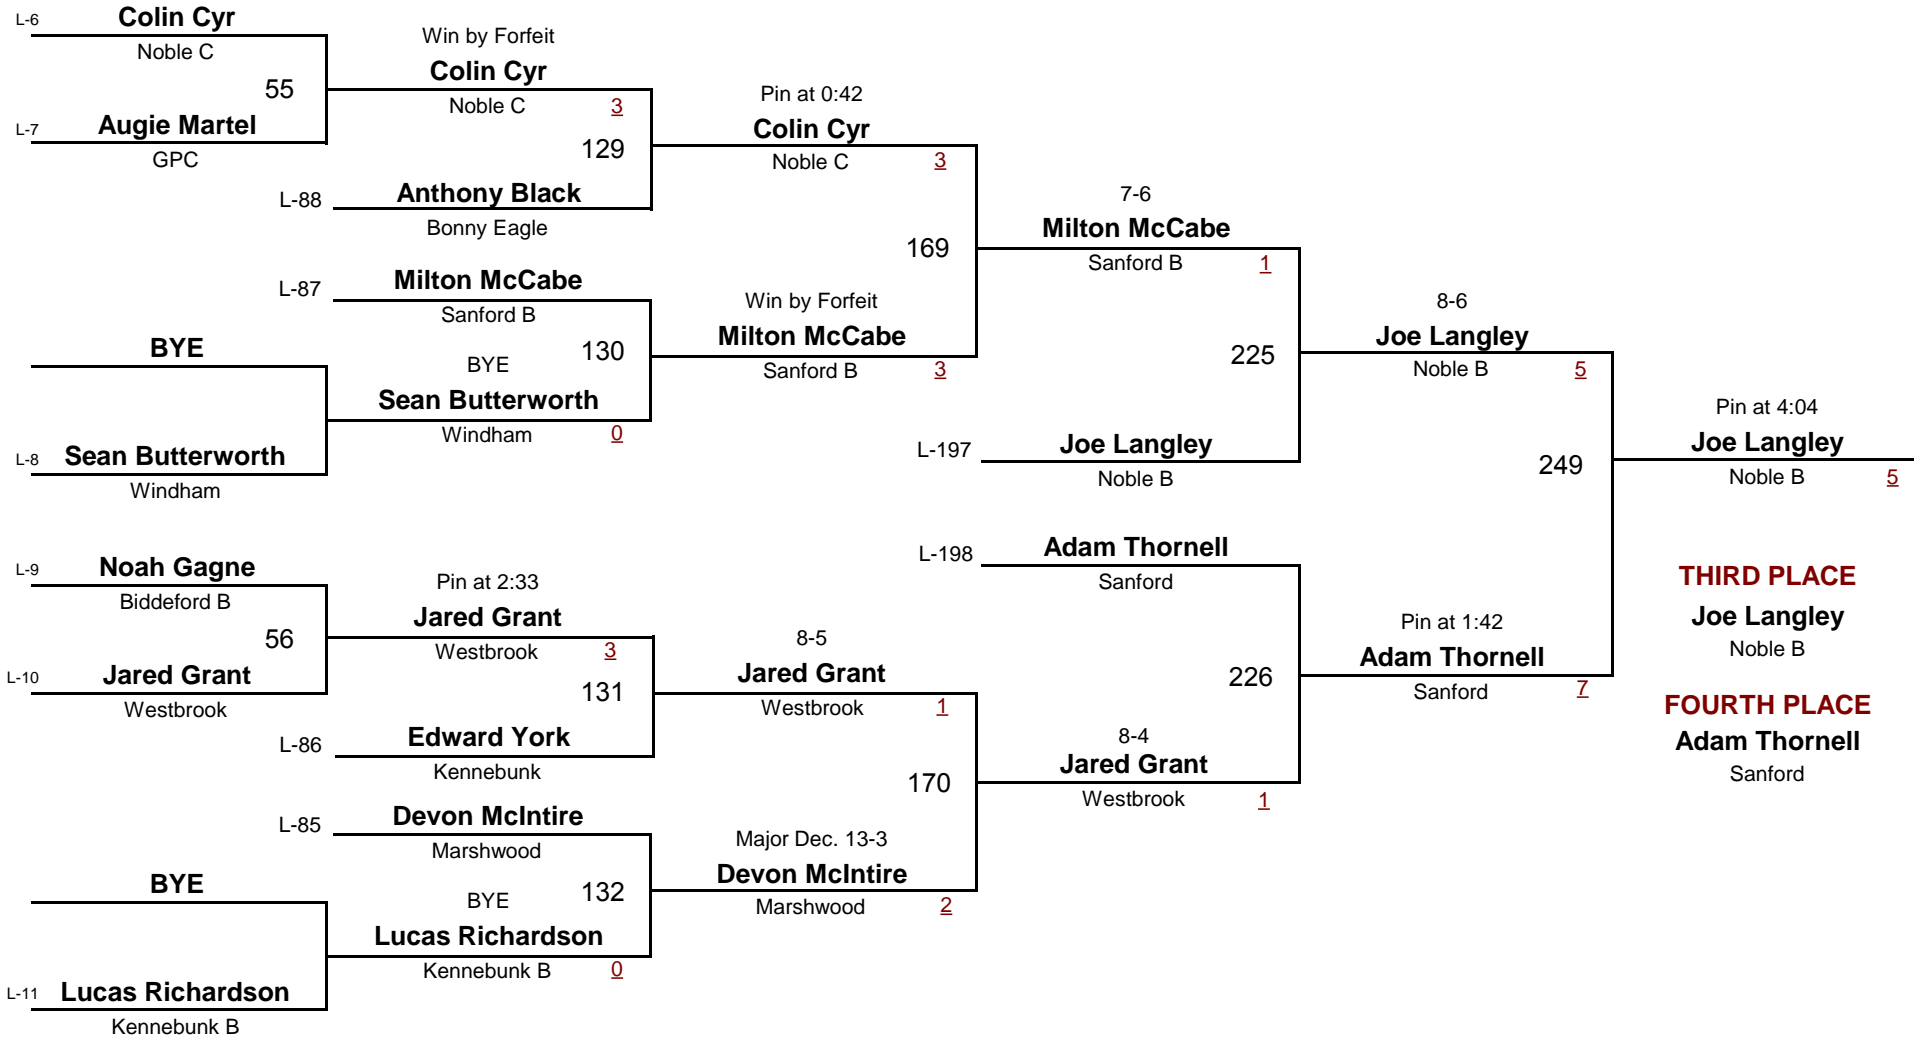 L-6 Colin Cyr
Noble C
55
L-7 Augie Martel
GPC
Win by Forfeit
Colin Cyr
Noble C 3
129
L-88 Anthony Black
Bonny Eagle
Pin at 0:42
Colin Cyr
Noble C 3
169
L-87 Milton McCabe
Sanford B
130
BYE
BYE
Sean Butterworth
Windham 0
L-8 Sean Butterworth
Windham
Win by Forfeit
Milton McCabe
Sanford B 3
7-6
Milton McCabe
Sanford B 1
225
L-197 Joe Langley
Noble B
8-6
Joe Langley
Noble B 5
249
Pin at 4:04
Joe Langley
Noble B 5
L-9 Noah Gagne
Biddeford B
56
L-10 Jared Grant
Westbrook
Pin at 2:33
Jared Grant
Westbrook 3
131
L-86 Edward York
Kennebunk
8-5
Jared Grant
Westbrook 1
170
L-85 Devon McIntire
Marshwood
132
BYE
BYE
Lucas Richardson
Kennebunk B 0
L-11 Lucas Richardson
Kennebunk B
Major Dec. 13-3
Devon McIntire
Marshwood 2
L-198 Adam Thornell
Sanford
226
8-4
Jared Grant
Westbrook 1
Pin at 1:42
Adam Thornell
Sanford 7
THIRD PLACE
Joe Langley
Noble B
FOURTH PLACE
Adam Thornell
Sanford